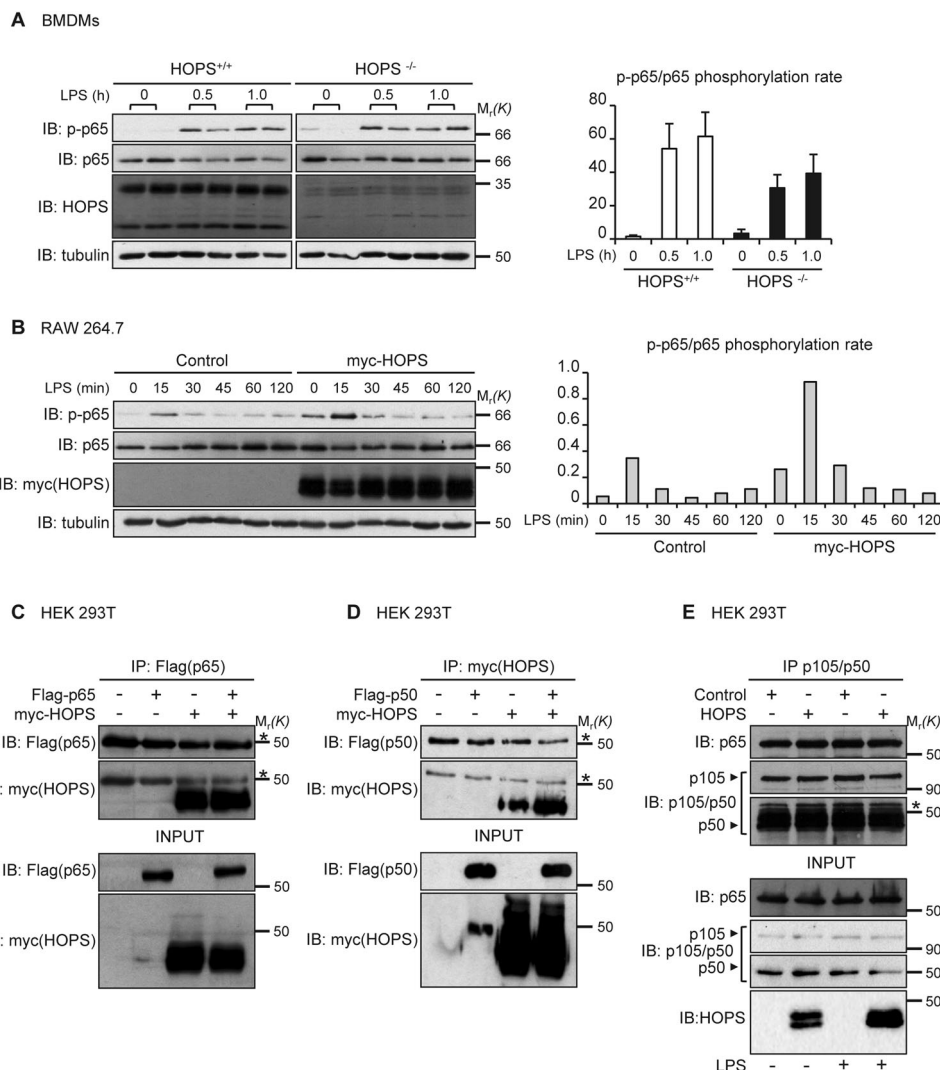 A BMDMs
HOPS+/+ HOPS -/-
LPS (h) 0 0.5 1.0 0 0.5 1.0
Mr(K)
IB: p-p65 66
IB: p65 66
35
IB: HOPS
IB: tubulin 50
p-p65/p65 phosphorylation rate
80
60
40
20
0
LPS (h) 0 0.5 1.0 0 0.5 1.0
HOPS+/+ HOPS -/-
B RAW 264.7
Control myc-HOPS
LPS (min) 0 15 30 45 60 120 0 15 30 45 60 120
Mr(K)
IB: p-p65 66
IB: p65 66
50
IB: myc(HOPS)
IB: tubulin 50
p-p65/p65 phosphorylation rate
1.0
0.8
0.6
0.4
0.2
0
LPS (min) 0 15 30 45 60 120 0 15 30 45 60 120
Control myc-HOPS
C HEK 293T
IP: Flag(p65)
Flag-p65 - + - +
myc-HOPS - - + +
Mr(K)
IB: Flag(p65) * 50
* 50
: myc(HOPS)
INPUT
IB: Flag(p65) 50
50
: myc(HOPS)
D HEK 293T
IP: myc(HOPS)
Flag-p50 - + - +
myc-HOPS - - + +
Mr(K)
IB: Flag(p50) * 50
* 50
IB: myc(HOPS)
INPUT
IB: Flag(p50) 50
50
IB: myc(HOPS)
E HEK 293T
IP p105/p50
Control + - + -
HOPS - + - +
Mr(K)
IB: p65 50
p105 90
IB: p105/p50
p50 * 50
INPUT
IB: p65 50
p105 90
IB: p105/p50
p50 50
50
IB:HOPS
LPS - - + +